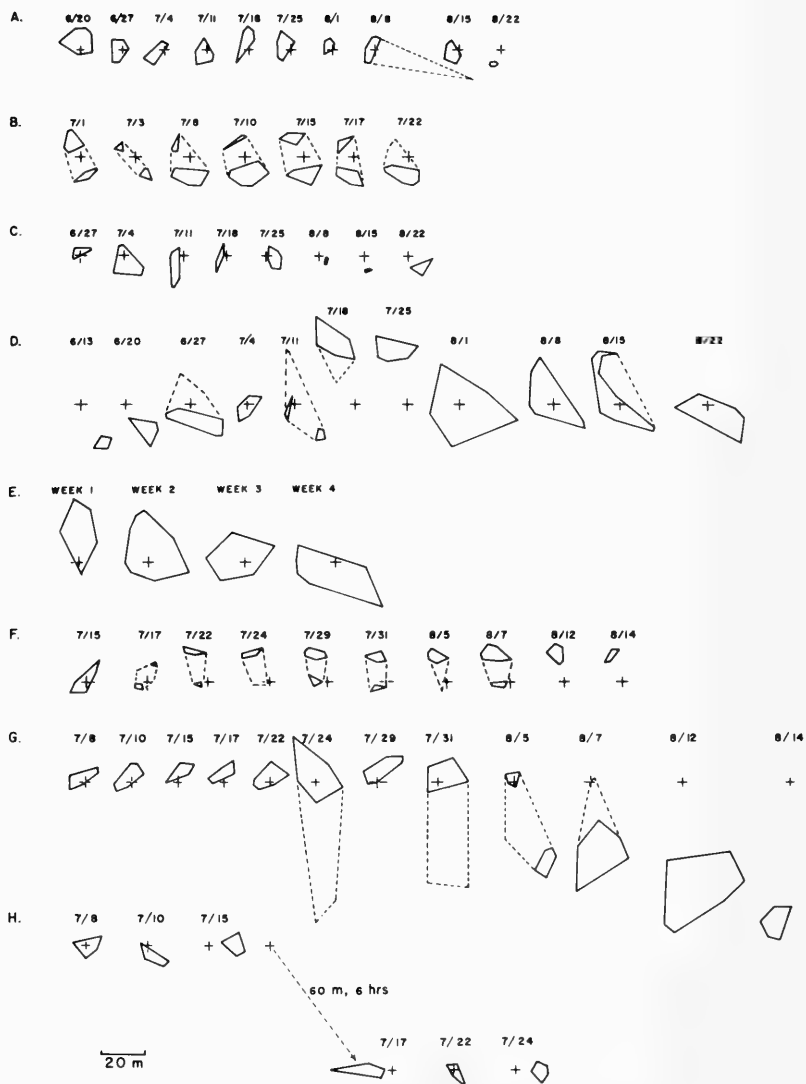 A. 6/20 6/27 7/4 7/11 7/18 7/25 8/1 8/8 8/15 8/22
B. 7/1 7/3 7/8 7/10 7/15 7/17 7/22
C. 6/27 7/4 7/11 7/18 7/25 8/8 8/15 8/22
7/18 7/25
D. 6/13 6/20 6/27 7/4 7/11 8/1 8/8 8/15 8/22
E. WEEK 1 WEEK 2 WEEK 3 WEEK 4
F. 7/15 7/17 7/22 7/24 7/29 7/31 8/5 8/7 8/12 8/14
G. 7/8 7/10 7/15 7/17 7/22 7/24 7/29 7/31 8/5 8/7 8/12 8/14
H. 7/8 7/10 7/15
60 m, 6 hrs
7/17 7/22 7/24
20 m